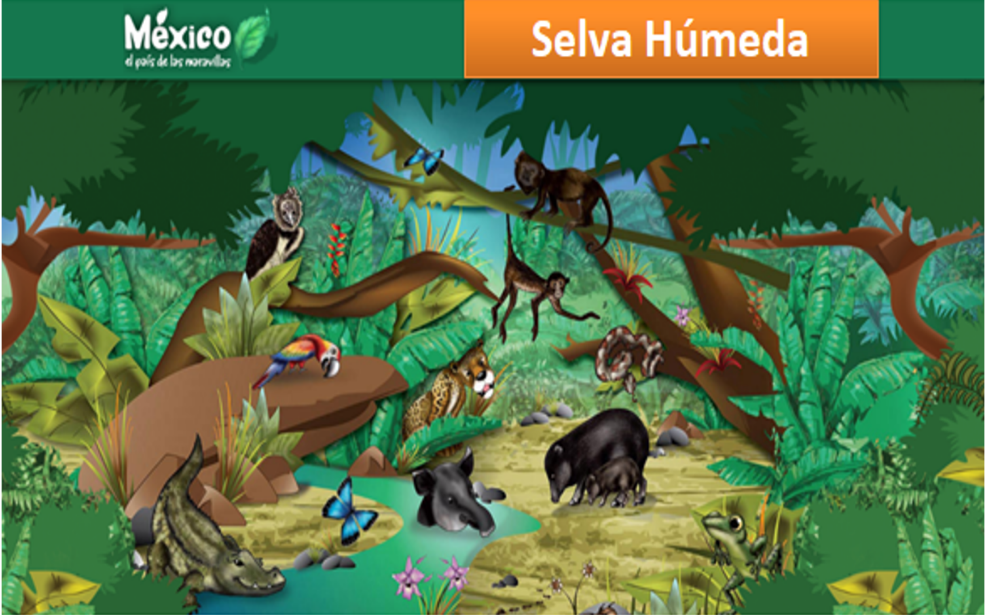 México
el país de las maravillas
Selva Húmeda